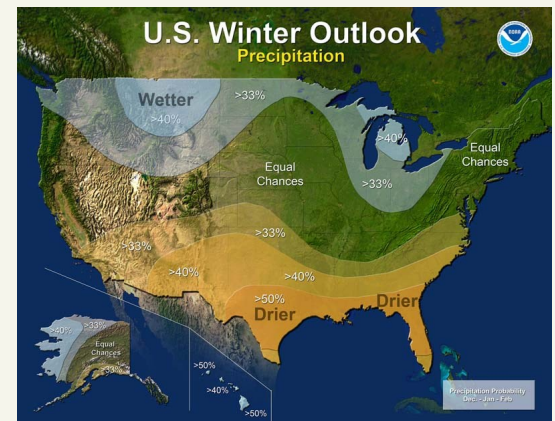 U.S. Winter Outlook
Precipitation
NOAA
Wetter
>40%
>33%
>40%
>33%
Equal
Chances
Equal
Chances
>33%
>33%
>40%
>40%
>50%
Drier
Drier
>40%
>33%
Equal
Chances
>33%
>50%
>40%
>50%
Precipitation Probability
Dec. - Jan - Feb